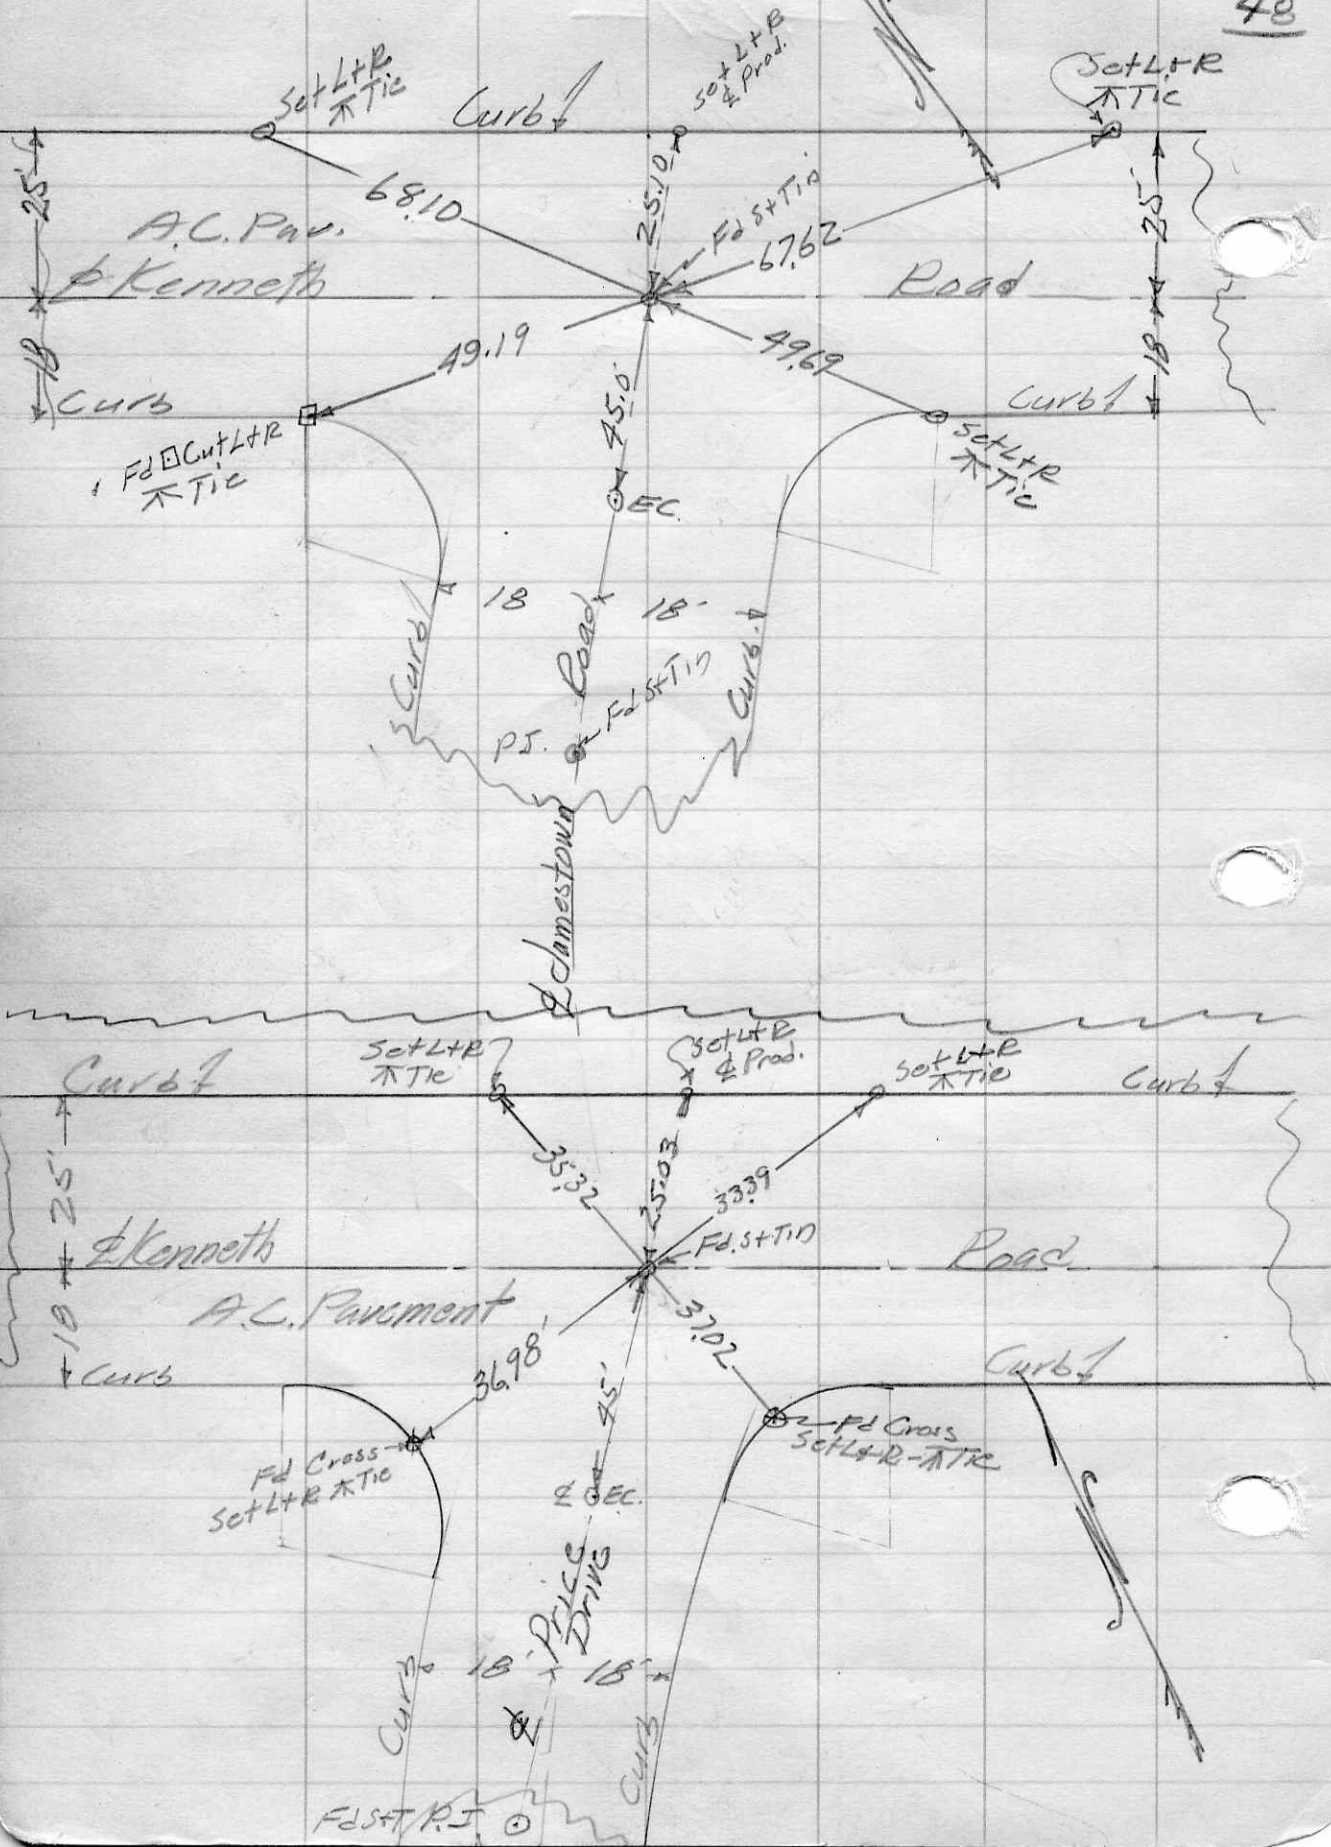 48
Set L+R
⊼ Tie
Curb
Set L+R
℄ Prod.
Set L+R
⊼ Tie
25'
68.10
25.10
Fd S+Tin
67.62
25'
A.C. Pav.
℄ Kenneth
Road
18
49.19
49.69
18
Curb
45.0'
Curb
Fd ⊡ Cut L+R
⊼ Tie
Set L+R
⊼ Tie
EC.
18
18'
Curb
Road
Curb
Fd S+Tin
P.I.
℄ Jamestown
Set L+R
⊼ Tie
Set L+R
℄ Prod.
Set L+R
⊼ Tie
Curb
Curb
25'
35.32
25.03
33.39
Fd. S+Tin
℄ Kenneth
Road
18
A.C. Pavement
37.02
36.98'
45'
Curb
Curb
Fd Cross
Set L+R ⊼ Tie
Fd Cross
Set L+R - ⊼ Tie
℄ EC.
Price
Drive
18'
18'
Curb
℄
Curb
Fd S+T P.I.